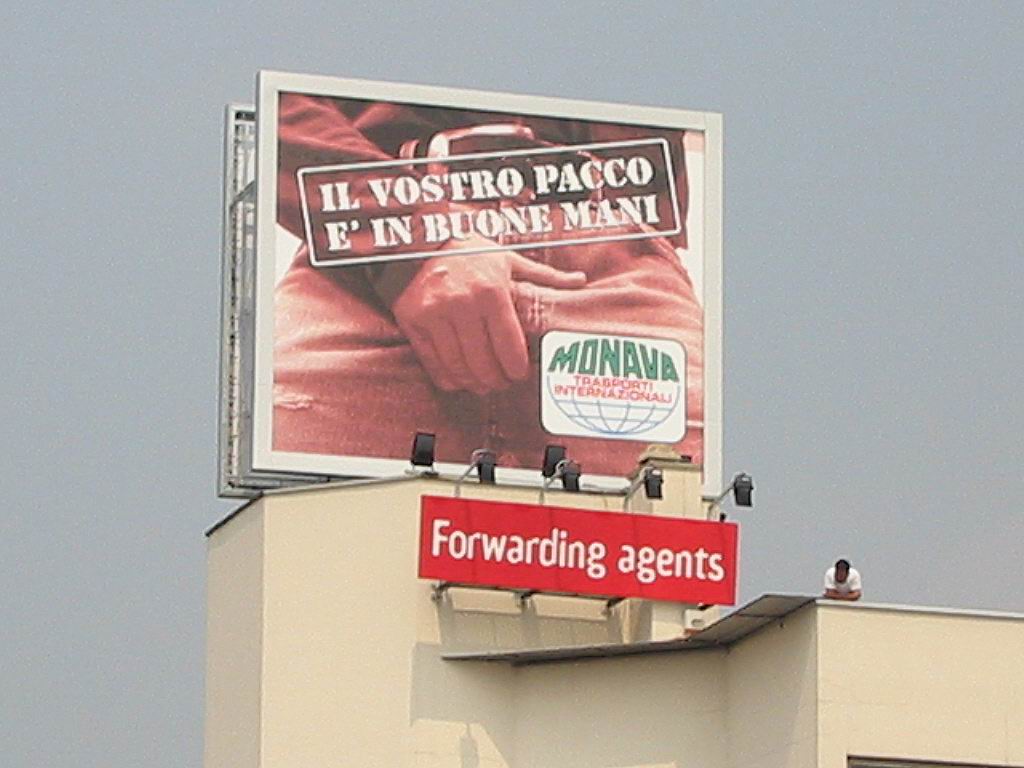 IL VOSTRO PACCO
E' IN BUONE MANI
MONAVA
TRASPORTI
INTERNAZIONALI
Forwarding agents